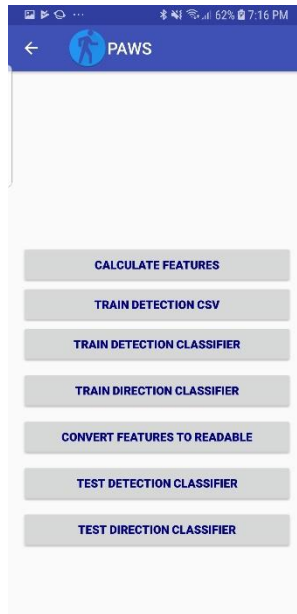 62% 7:16 PM
PAWS
CALCULATE FEATURES
TRAIN DETECTION CSV
TRAIN DETECTION CLASSIFIER
TRAIN DIRECTION CLASSIFIER
CONVERT FEATURES TO READABLE
TEST DETECTION CLASSIFIER
TEST DIRECTION CLASSIFIER